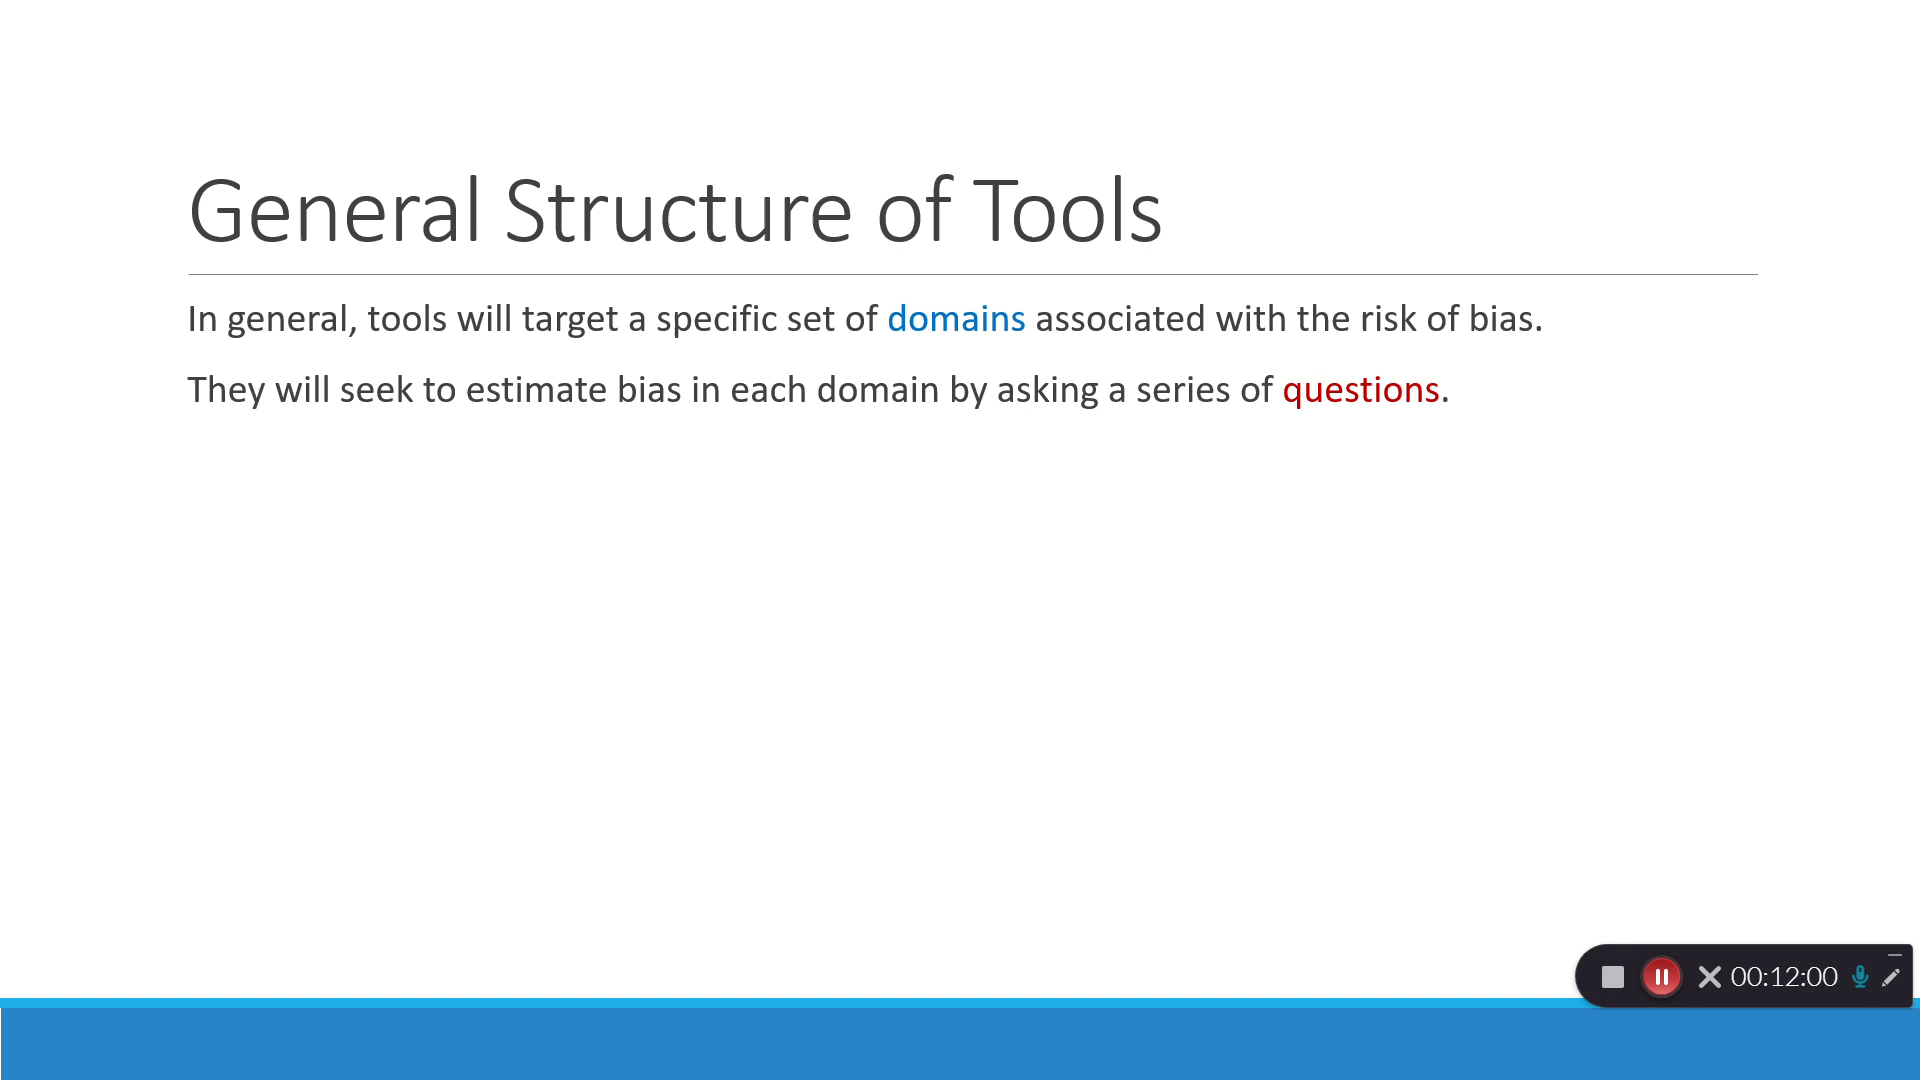 General Structure of Tools
In general, tools will target a specific set of domains associated with the risk of bias.
They will seek to estimate bias in each domain by asking a series of questions.
00:12:00